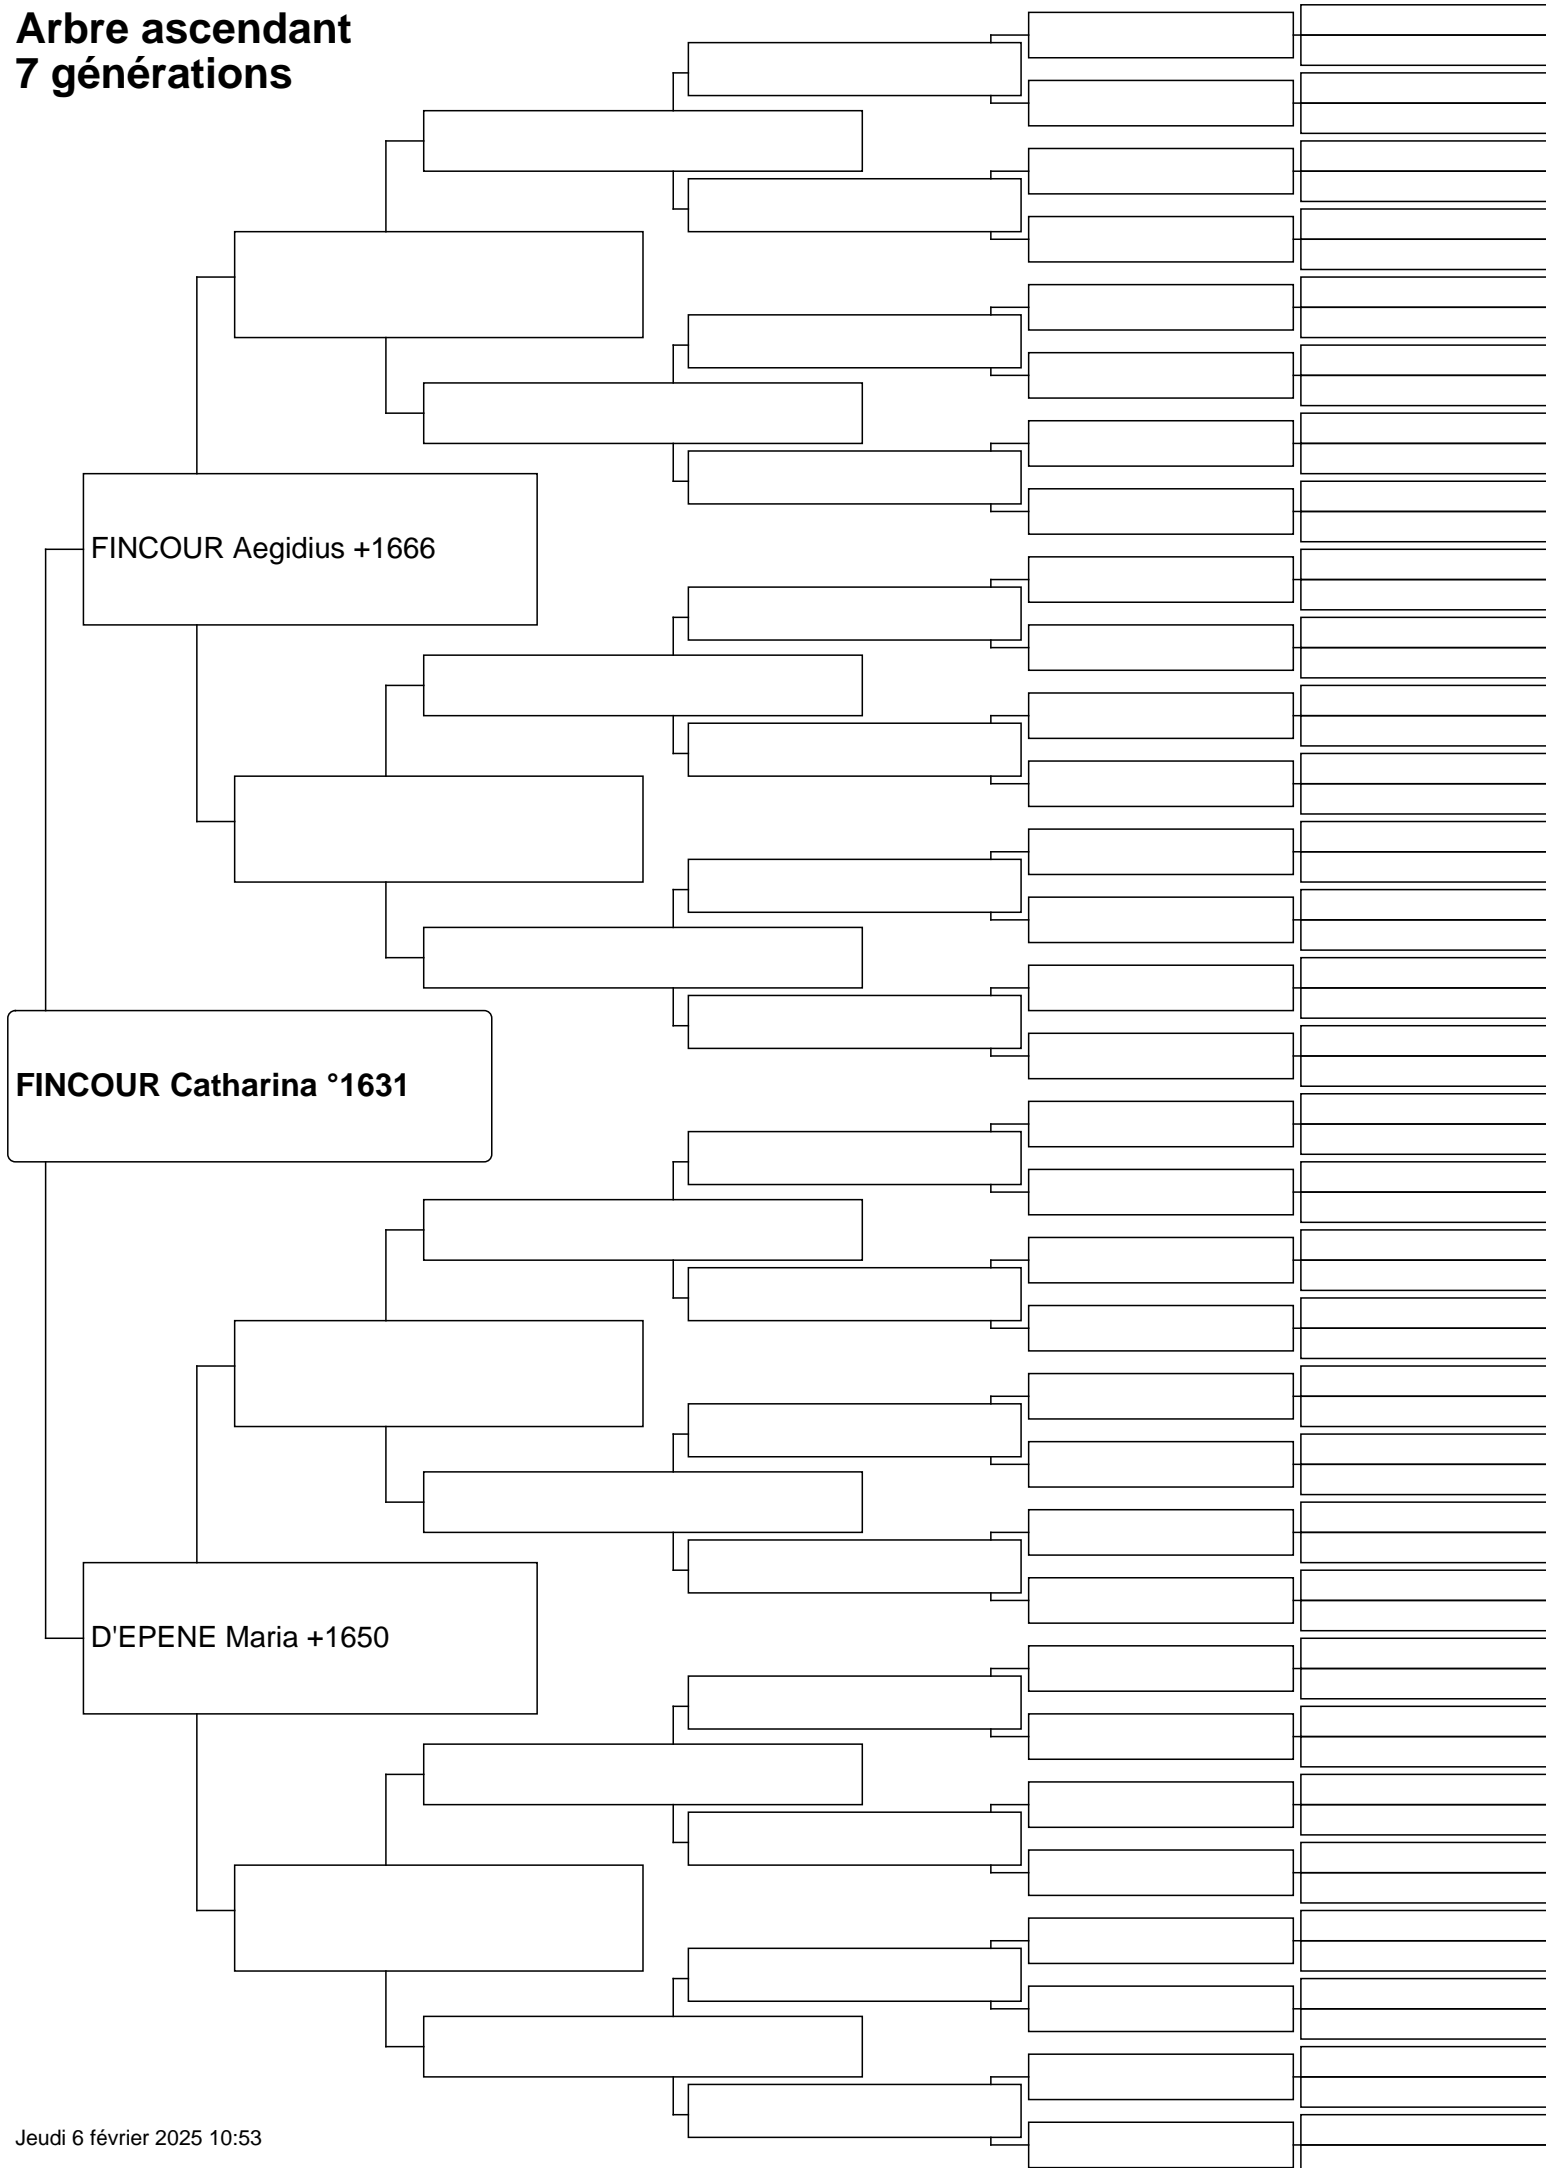 Arbre ascendant
7 générations
FINCOUR Aegidius +1666
FINCOUR Catharina °1631
D'EPENE Maria +1650
Jeudi 6 février 2025 10:53